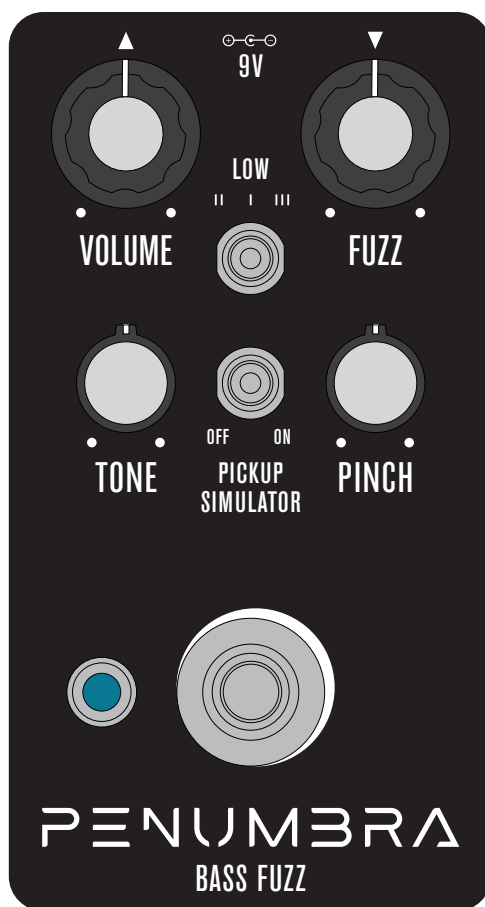 9V
LOW
II I III
VOLUME FUZZ
OFF ON
TONE PICKUP PINCH
SIMULATOR
PENUMBRA
BASS FUZZ